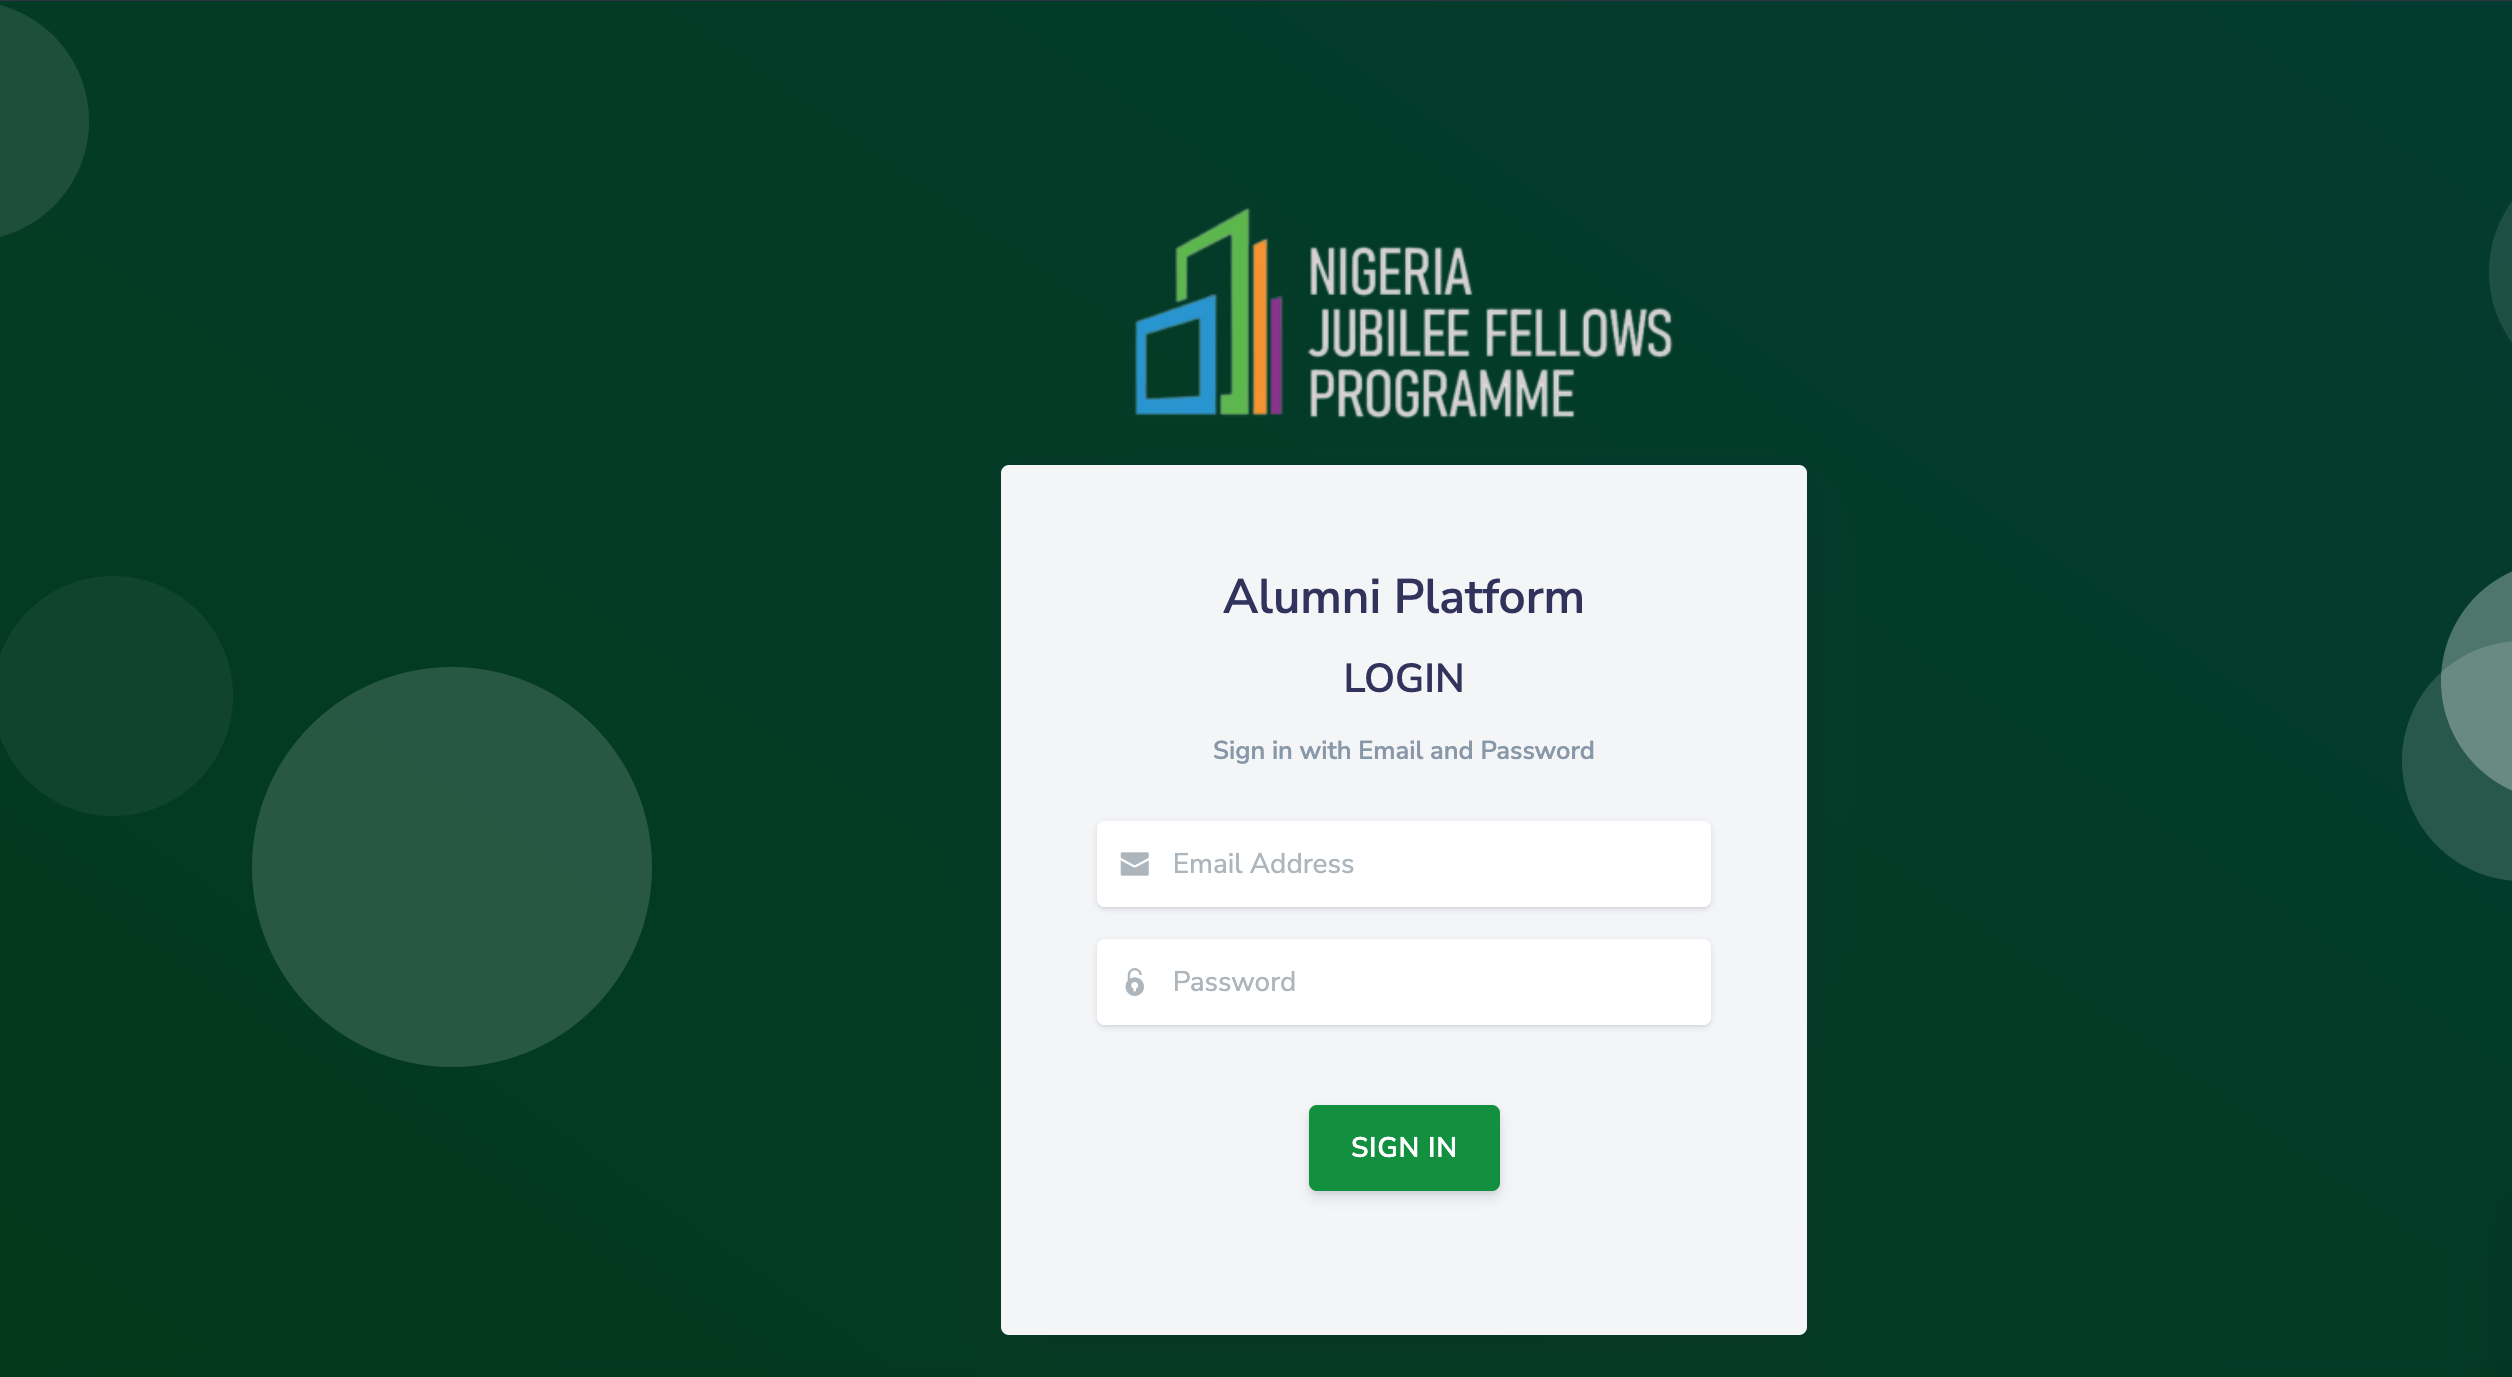 NIGERIA
JUBILEE FELLOWS
PROGRAMME
Alumni Platform
LOGIN
Sign in with Email and Password
Email Address
Password
SIGN IN